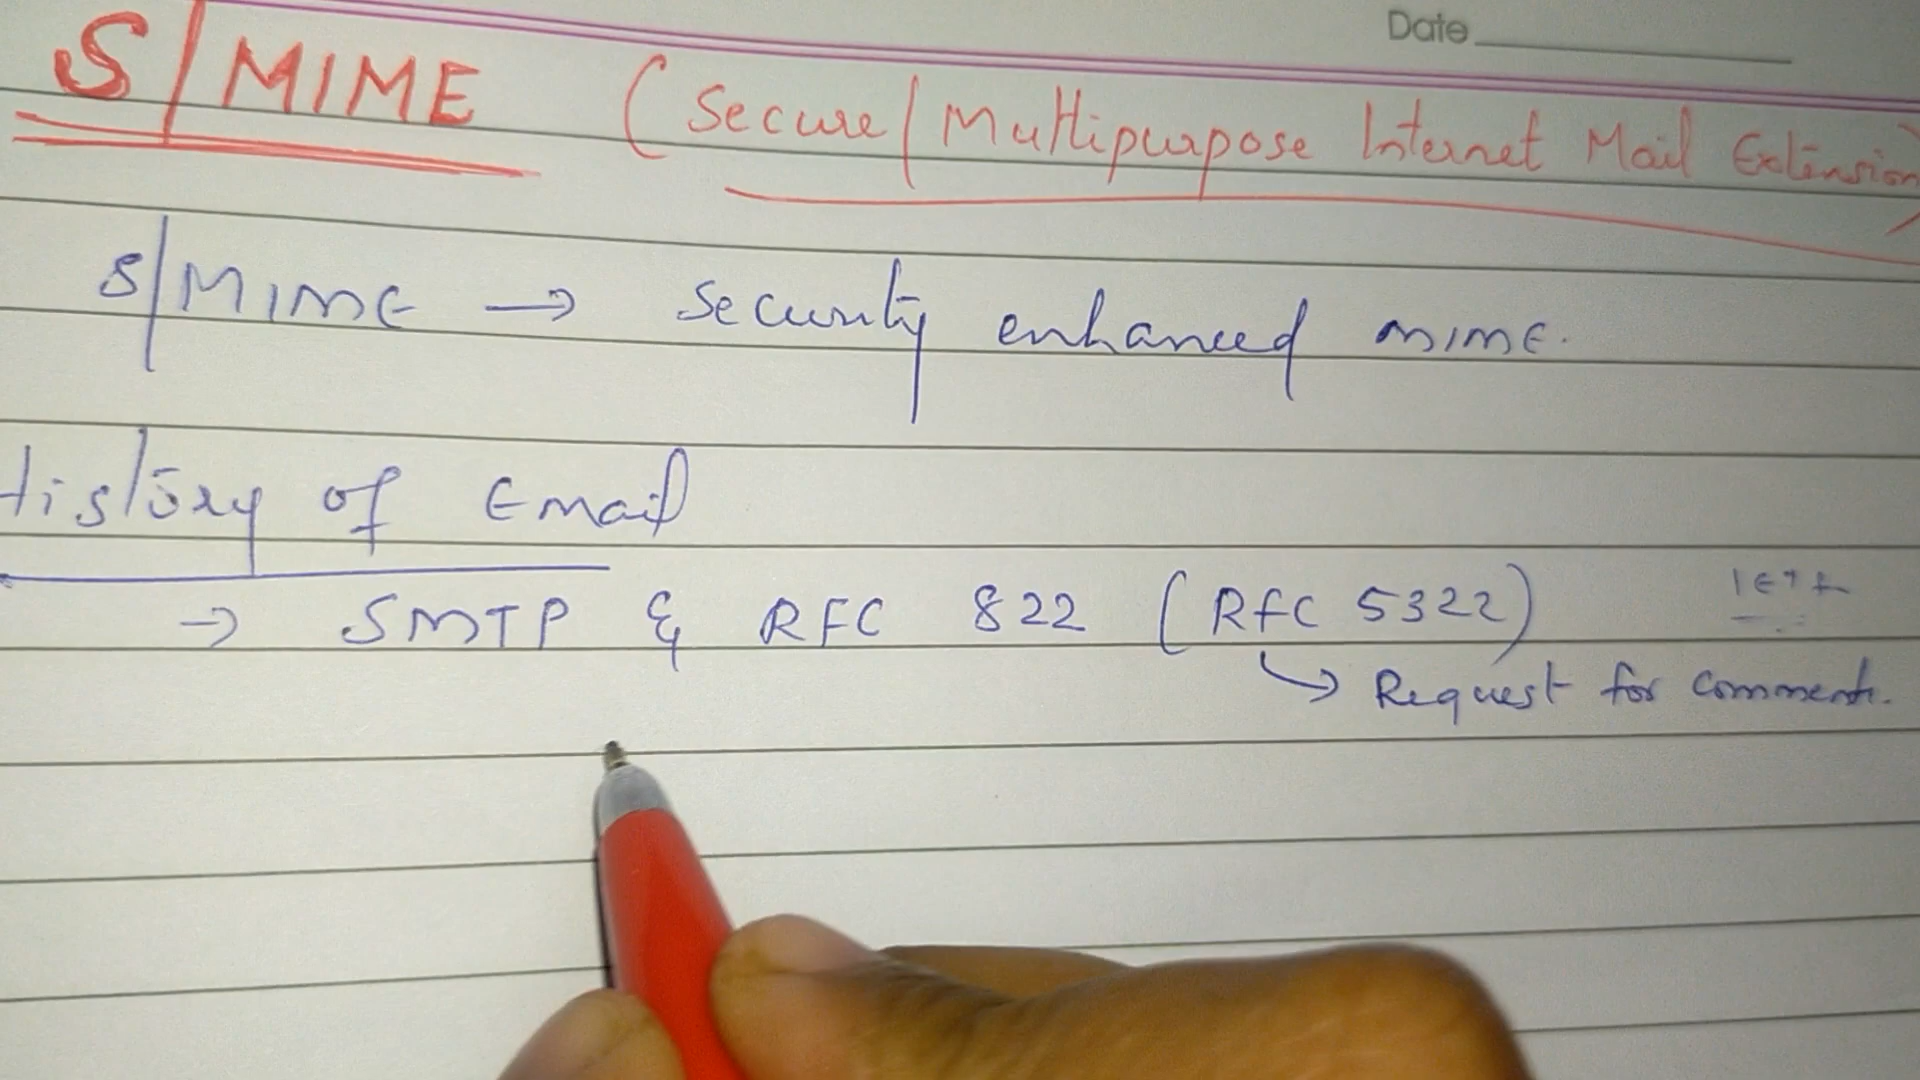 Date
S/MIME (Secure/Multipurpose Internet Mail Extension)
S/MIME → Security enhanced MIME.
History of Email
→ SMTP & RFC 822 (RFC 5322) IETF
↳ Request for comments.